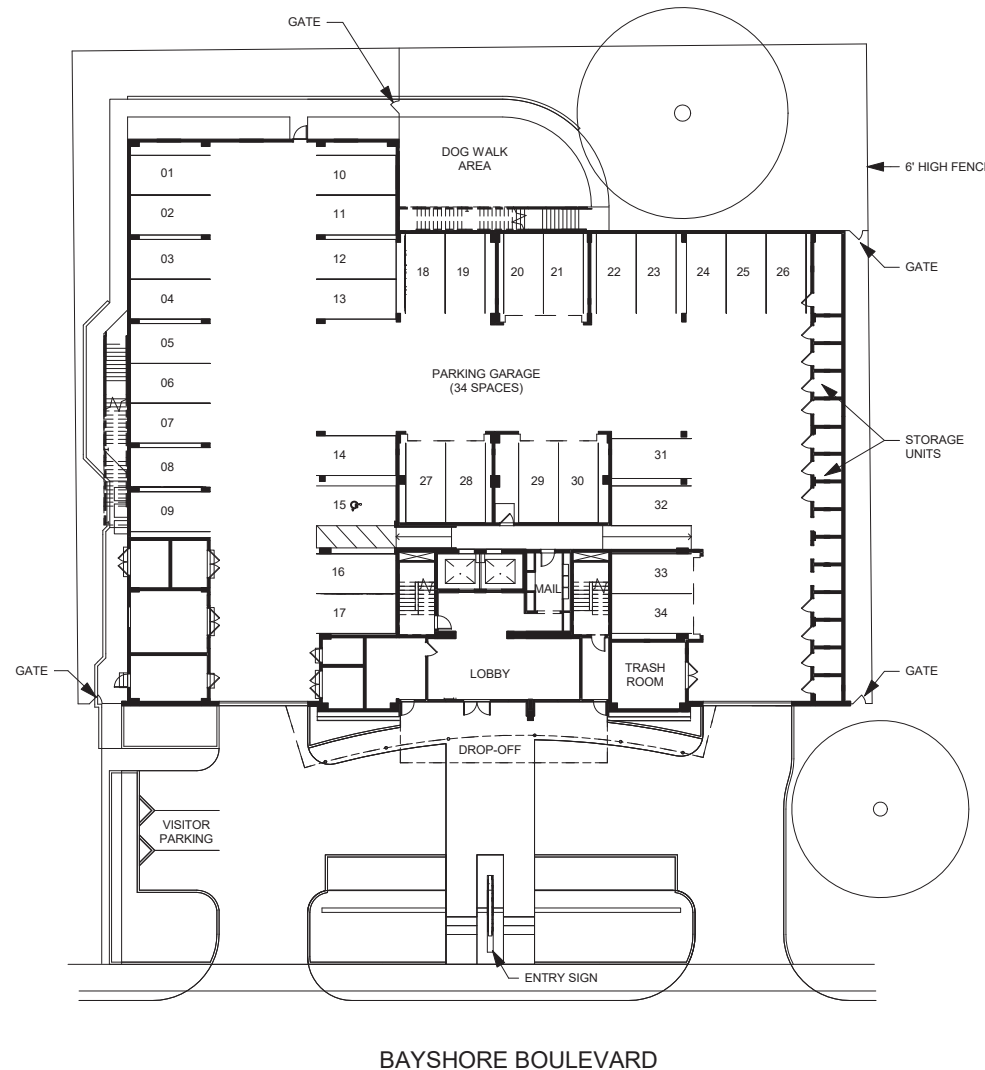 GATE
DOG WALK
AREA
6' HIGH FENCE
01
10
02
11
03
12
04
13
18
19
20
21
22
23
24
25
26
GATE
05
06
07
PARKING GARAGE
(34 SPACES)
STORAGE
UNITS
08
14
09
15
27
28
29
30
31
32
16
17
MAIL
33
34
GATE
LOBBY
TRASH
ROOM
GATE
DROP-OFF
VISITOR
PARKING
ENTRY SIGN
BAYSHORE BOULEVARD